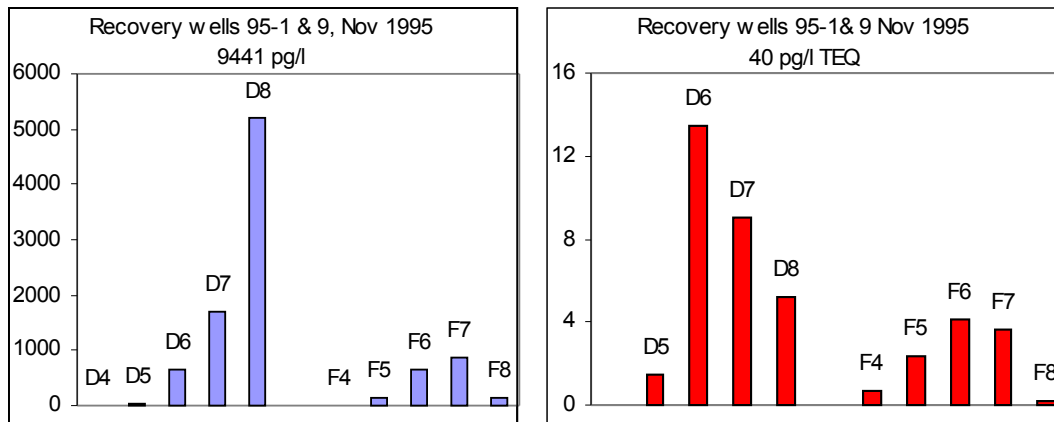 Recovery wells 95-1 & 9, Nov 1995
9441 pg/l
6000
5000
4000
3000
2000
1000
0
D4
D5
D6
D7
D8
F4
F5
F6
F7
F8
Recovery wells 95-1& 9 Nov 1995
40 pg/l TEQ
16
12
8
4
0
D5
D6
D7
D8
F4
F5
F6
F7
F8